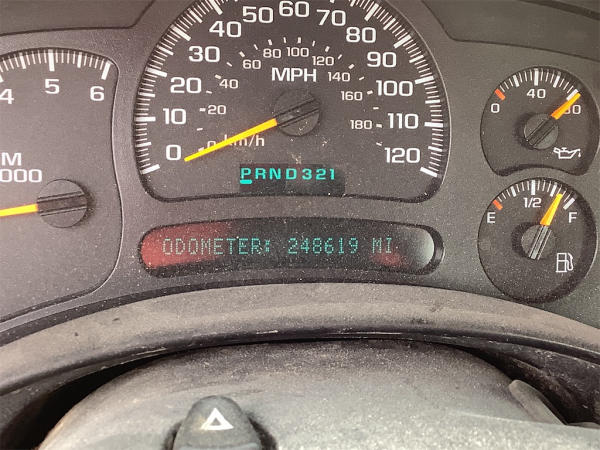 50 60 70
40 80
30 60 80 100 120 90
20 40 MPH 140 100
10 20 160 110
0 0 km/h 180 120
4 5 6
M
000
PRND321
ODOMETER: 248619 MI
0 40 80
E 1/2 F